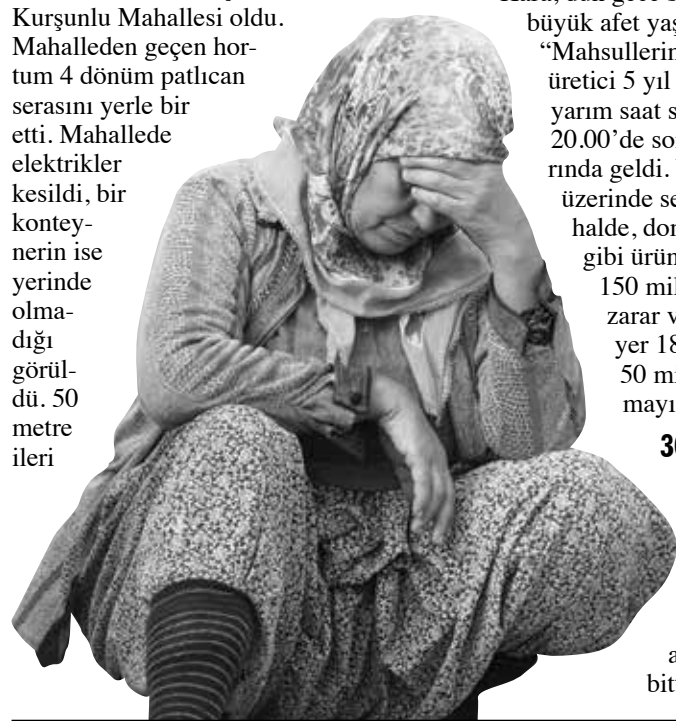 Kurşunlu Mahallesi oldu.
Mahalleden geçen hor-
tum 4 dönüm patlıcan
serasını yerle bir
etti. Mahallede
elektrikler
kesildi, bir
kontey-
nerin ise
yerinde
olma-
dığı
görül-
dü. 50
metre
ileri
büyük afet yaş
“Mahsullerin
üretici 5 yıl
yarım saat s
20.00’de so
rında geldi.
üzerinde se
halde, don
gibi ürün
150 mil
zarar v
yer 18
50 m
mayı
30
a
bit